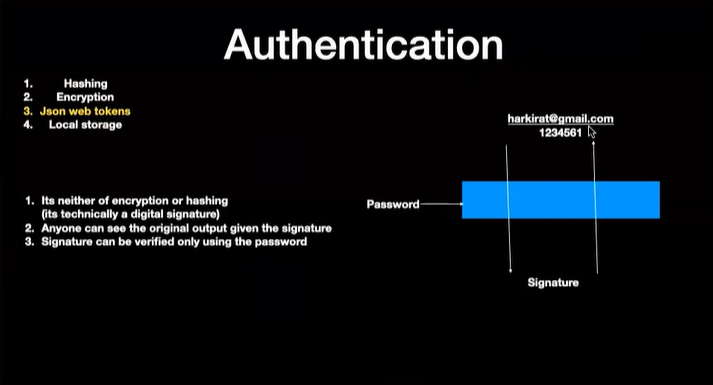 Authentication
1. Hashing
2. Encryption
3. Json web tokens
4. Local storage
harkirat@gmail.com
1234561
1. Its neither of encryption or hashing
(its technically a digital signature)
2. Anyone can see the original output given the signature
3. Signature can be verified only using the password
Password
Signature